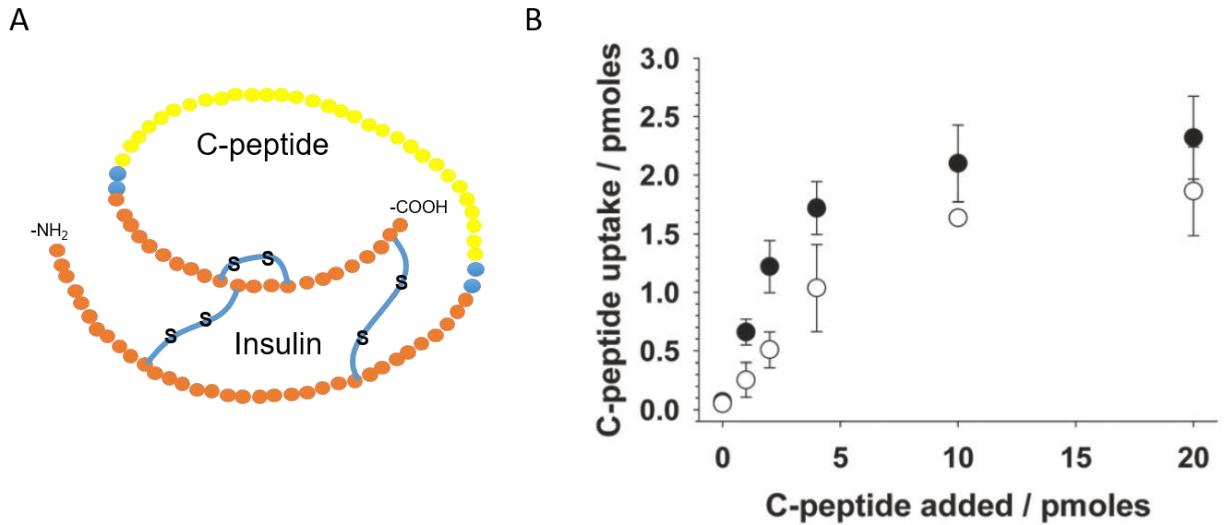 A
B
C-peptide
-COOH
-NH2
S
S
S
S
S
S
Insulin
C-peptide uptake / pmoles
3.0
2.5
2.0
1.5
1.0
0.5
0.0
0
5
10
15
20
C-peptide added / pmoles